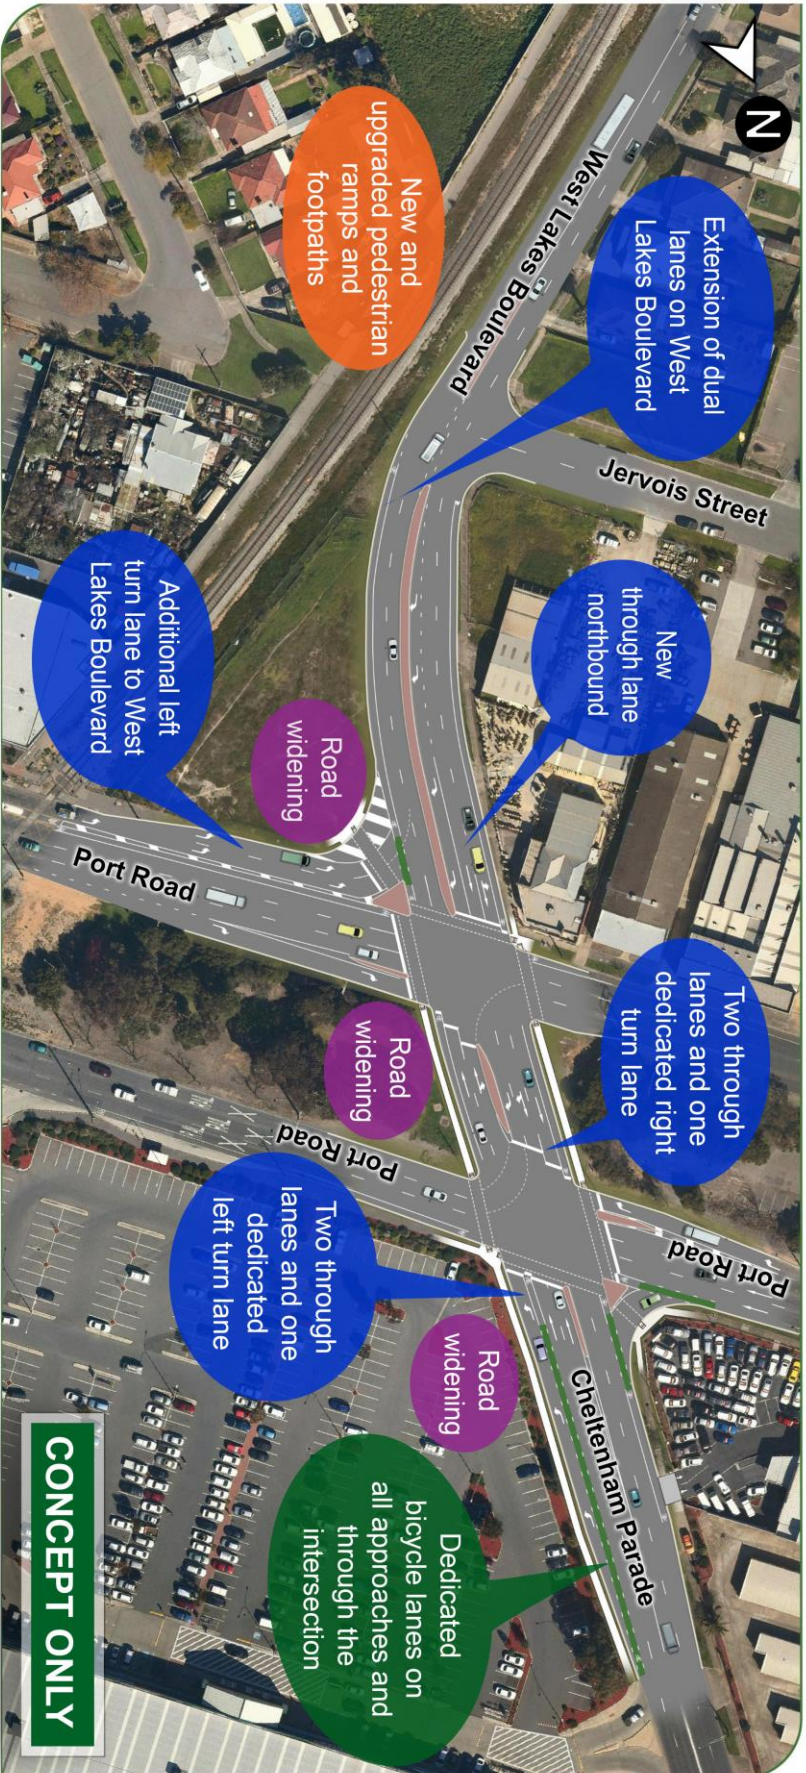 N
West Lakes Boulevard
Extension of dual
lanes on West
Lakes Boulevard
Jervois Street
New and
upgraded pedestrian
ramps and
footpaths
New
through lane
northbound
Additional left
turn lane to West
Lakes Boulevard
Road
widening
Port Road
Two through
lanes and one
dedicated right
turn lane
Road
widening
Port Road
Port Road
Two through
lanes and one
dedicated
left turn lane
Road
widening
Cheltenham Parade
Dedicated
bicycle lanes on
all approaches and
through the
intersection
CONCEPT ONLY